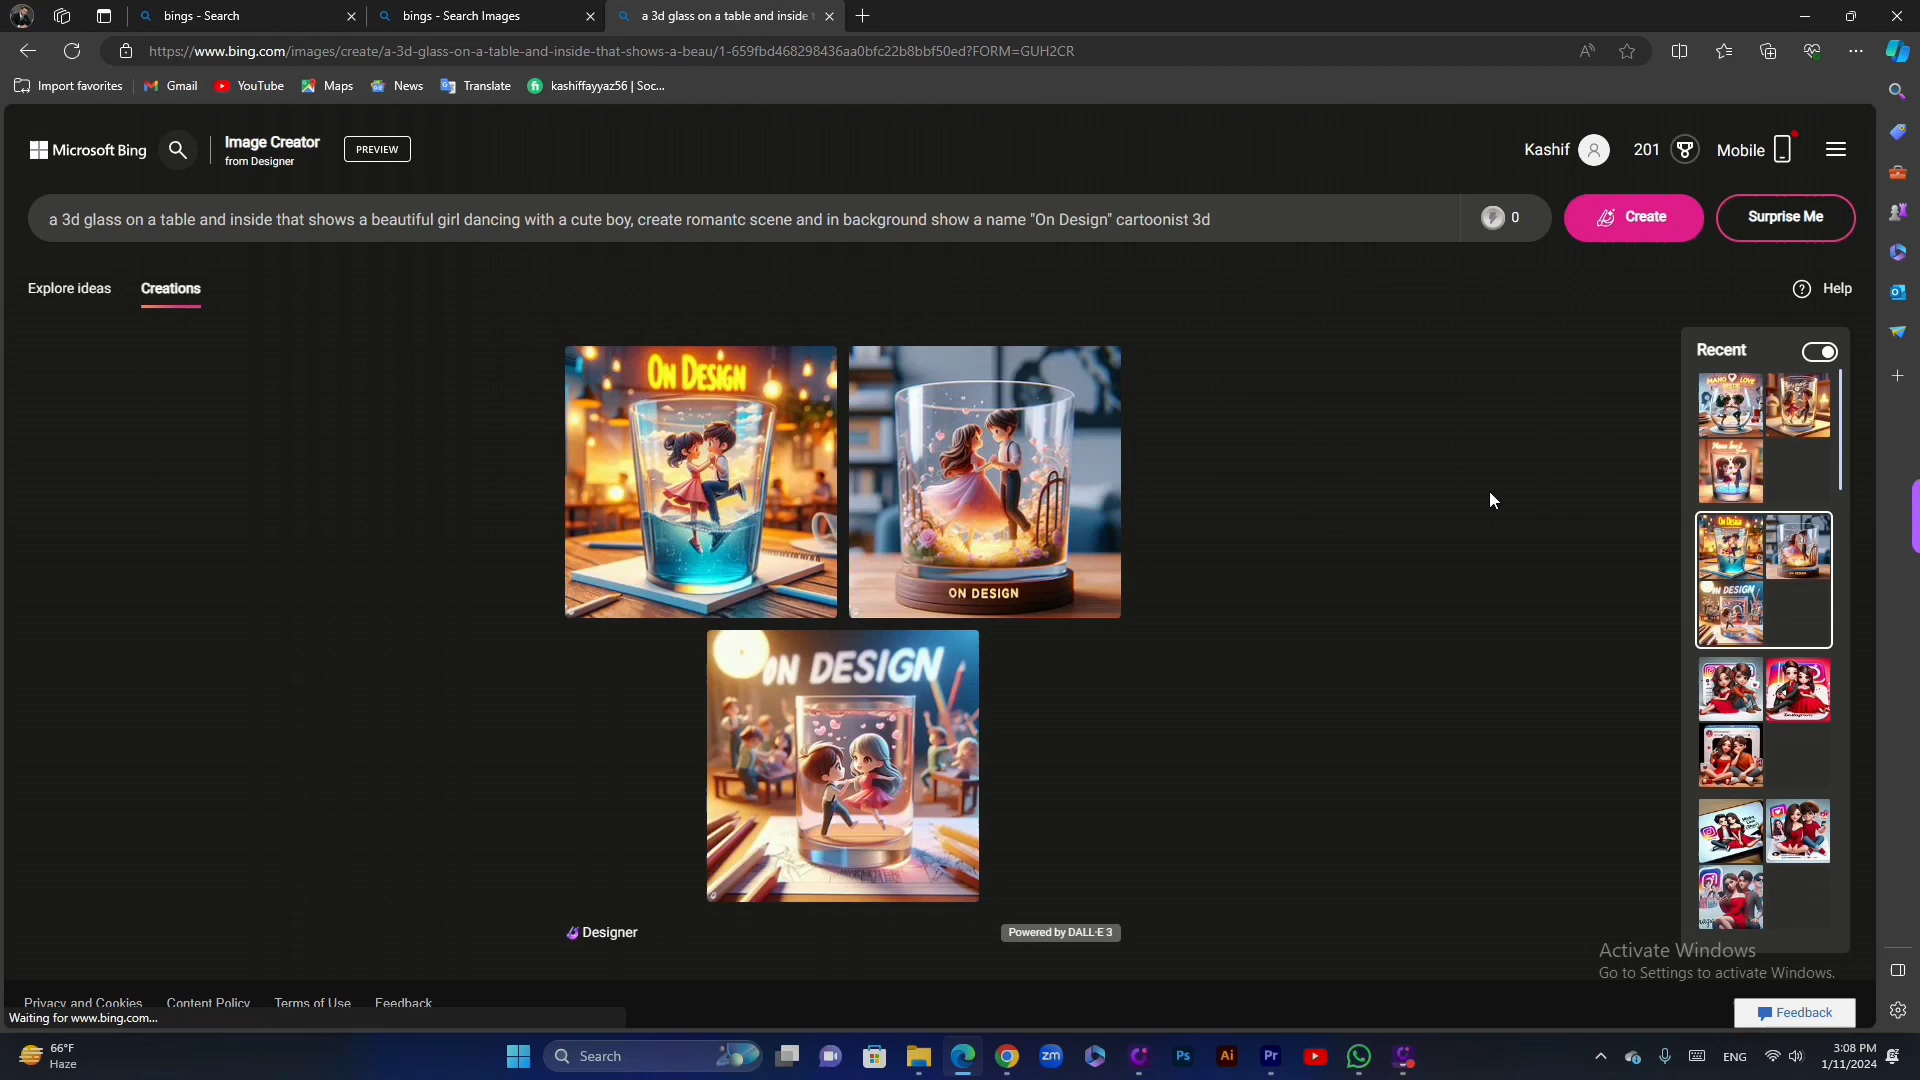 bings - Search
bings - Search Images
a 3d glass on a table and inside t
https://www.bing.com/images/create/a-3d-glass-on-a-table-and-inside-that-shows-a-beau/1-659fbd468298436aa0bfc22b8bbf50ed?FORM=GUH2CR
Import favorites
Gmail
YouTube
Maps
News
Translate
kashiffayyaz56 | Soc...
Microsoft Bing
Image Creator
from Designer
PREVIEW
Kashif
201
Mobile
a 3d glass on a table and inside that shows a beautiful girl dancing with a cute boy, create romantc scene and in background show a name "On Design" cartoonist 3d
0
Create
Surprise Me
Explore ideas
Creations
Help
Recent
ON DESIGN
ON DESIGN
ON DESIGN
Designer
Powered by DALL·E 3
Activate Windows
Go to Settings to activate Windows.
Privacy and Cookies
Content Policy
Terms of Use
Feedback
Waiting for www.bing.com...
Feedback
66°F
Haze
Search
zm
Ps
Ai
Pr
ENG
3:08 PM
1/11/2024